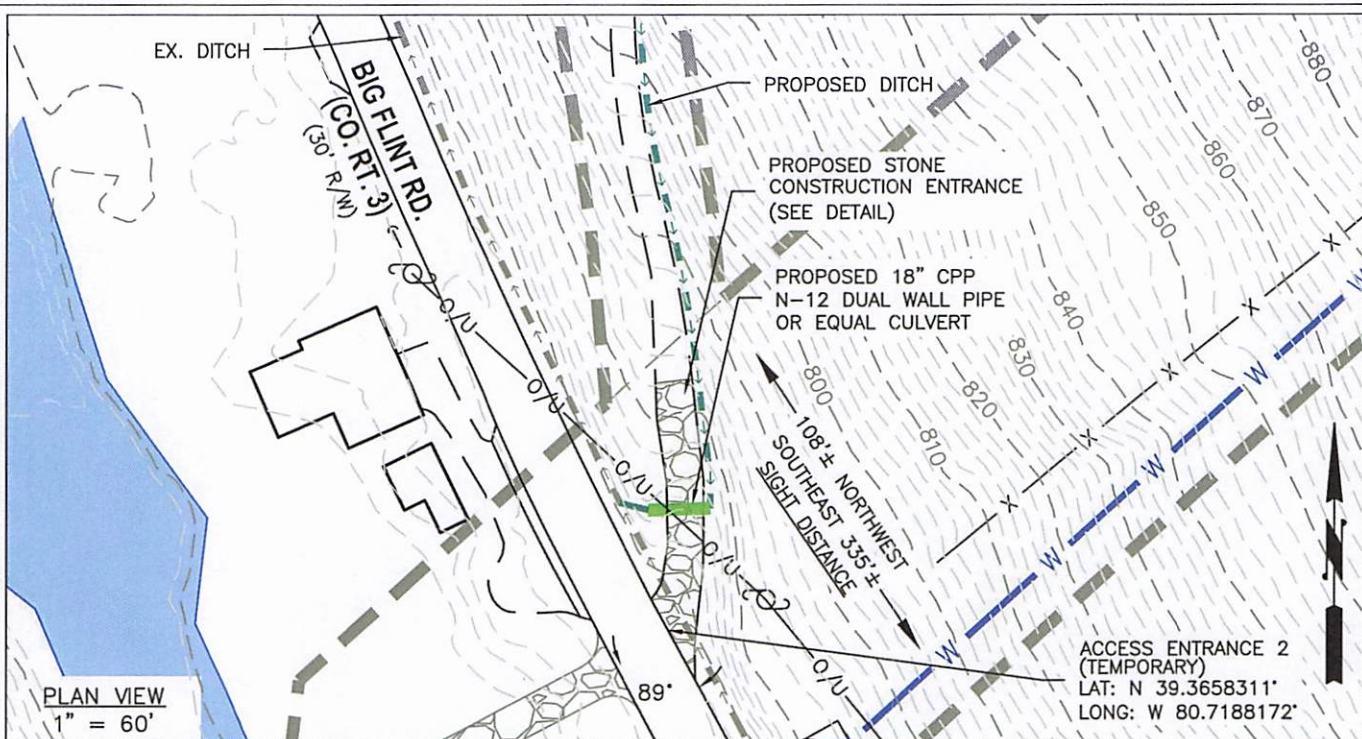 EX. DITCH
BIG FLINT RD.
(CO. RT. 3)
(30' R/W)
PROPOSED DITCH
PROPOSED STONE
CONSTRUCTION ENTRANCE
(SEE DETAIL)
PROPOSED 18" CPP
N-12 DUAL WALL PIPE
OR EQUAL CULVERT
880
870
860
850
840
830
820
810
800
108'± NORTHWEST
SOUTHEAST 335'±
SIGHT DISTANCE
O/U
O/U
O/U
O/U
O/U
X
X
X
X
X
W
W
W
W
W
W
N
89°
ACCESS ENTRANCE 2
(TEMPORARY)
LAT: N 39.3658311°
LONG: W 80.7188172°
PLAN VIEW
1" = 60'